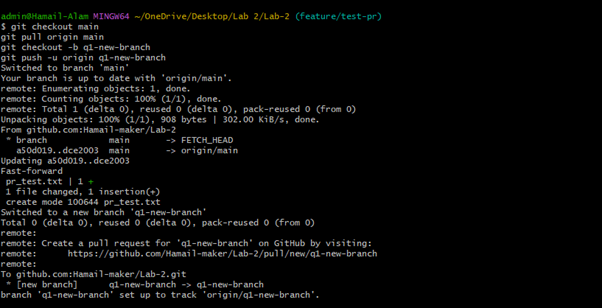 admin@Hamail-Alam MINGW64 ~/OneDrive/Desktop/Lab 2/Lab-2 (feature/test-pr)
$ git checkout main
git pull origin main
git checkout -b q1-new-branch
git push -u origin q1-new-branch
Switched to branch 'main'
Your branch is up to date with 'origin/main'.
remote: Enumerating objects: 1, done.
remote: Counting objects: 100% (1/1), done.
remote: Total 1 (delta 0), reused 0 (delta 0), pack-reused 0 (from 0)
Unpacking objects: 100% (1/1), 908 bytes | 302.00 KiB/s, done.
From github.com:Hamail-maker/Lab-2
 * branch            main       -> FETCH_HEAD
   a50d019..dce2003  main       -> origin/main
Updating a50d019..dce2003
Fast-forward
 pr_test.txt | 1 +
 1 file changed, 1 insertion(+)
 create mode 100644 pr_test.txt
Switched to a new branch 'q1-new-branch'
Total 0 (delta 0), reused 0 (delta 0), pack-reused 0 (from 0)
remote:
remote: Create a pull request for 'q1-new-branch' on GitHub by visiting:
remote:      https://github.com/Hamail-maker/Lab-2/pull/new/q1-new-branch
remote:
To github.com:Hamail-maker/Lab-2.git
 * [new branch]      q1-new-branch -> q1-new-branch
branch 'q1-new-branch' set up to track 'origin/q1-new-branch'.